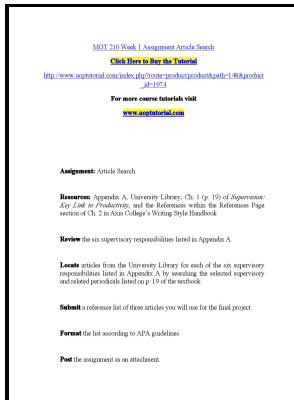 MGT 210 Week 1 Assignment Article Search
Click Here to Buy the Tutorial
http://www.uoptutorial.com/index.php?route=product/product&path=148&product
_id=1974
For more course tutorials visit
www.uoptutorial.com
Assignment: Article Search
Resources: Appendix A, University Library, Ch. 1 (p. 19) of Supervision:
Key Link to Productivity, and the References within the References Page
section of Ch. 2 in Axia College's Writing Style Handbook
Review the six supervisory responsibilities listed in Appendix A.
Locate articles from the University Library for each of the six supervisory
responsibilities listed in Appendix A by searching the selected supervisory
and related periodicals listed on p. 19 of the textbook.
Submit a reference list of three articles you will use for the final project.
Format the list according to APA guidelines
Post the assignment as an attachment.